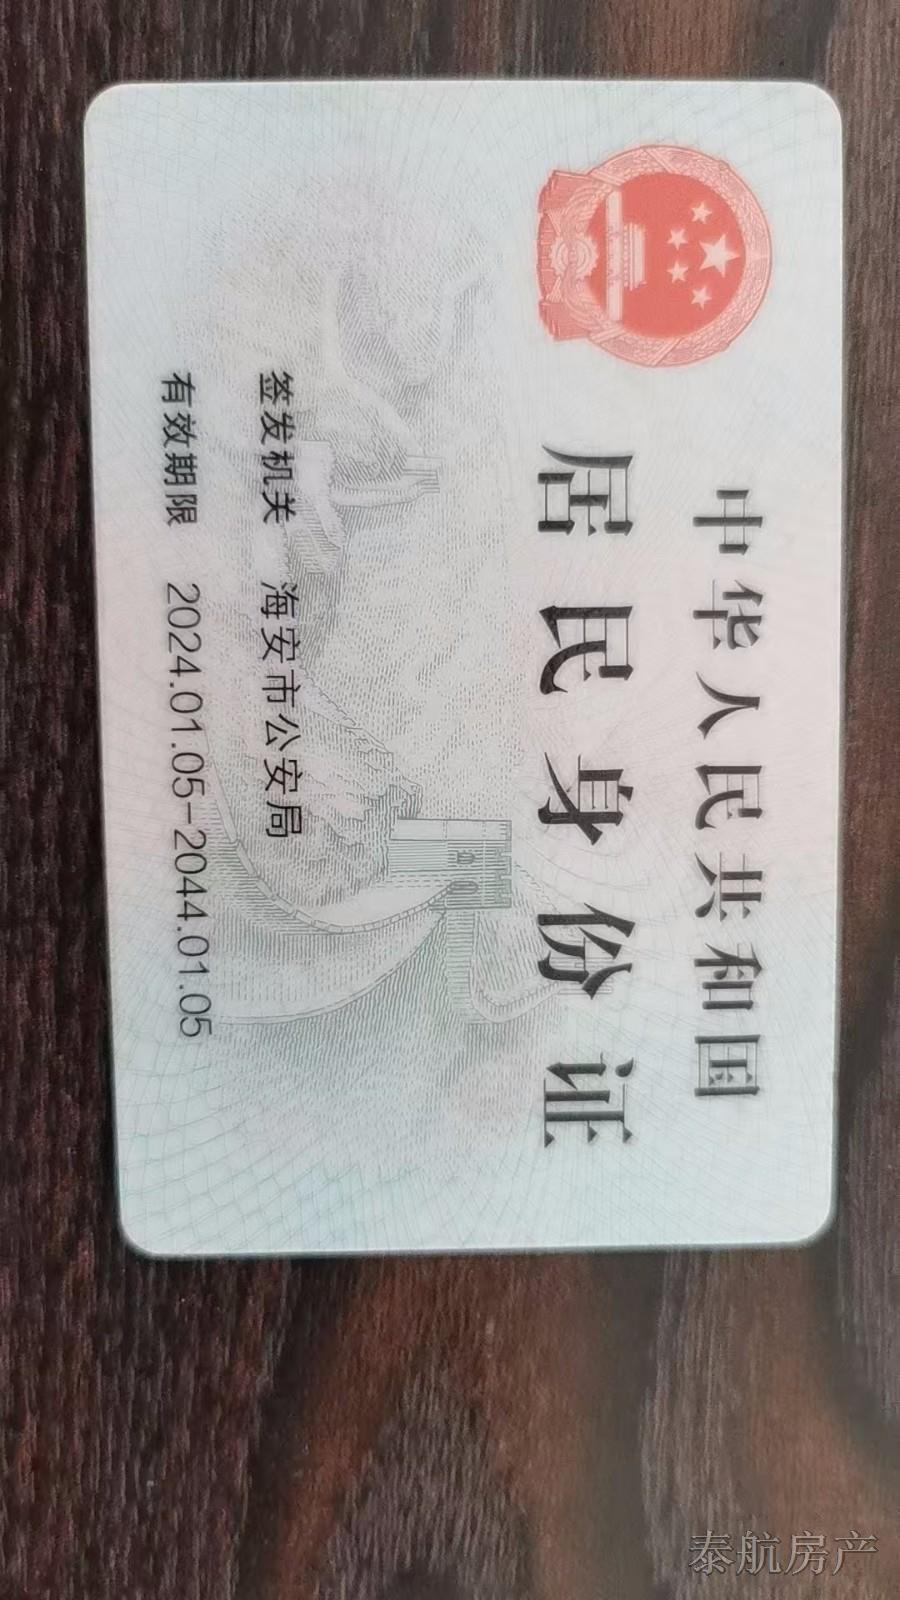 中华人民共和国
居民身份证
签发机关 海安市公安局
有效期限 2024.01.05-2044.01.05
泰航房产